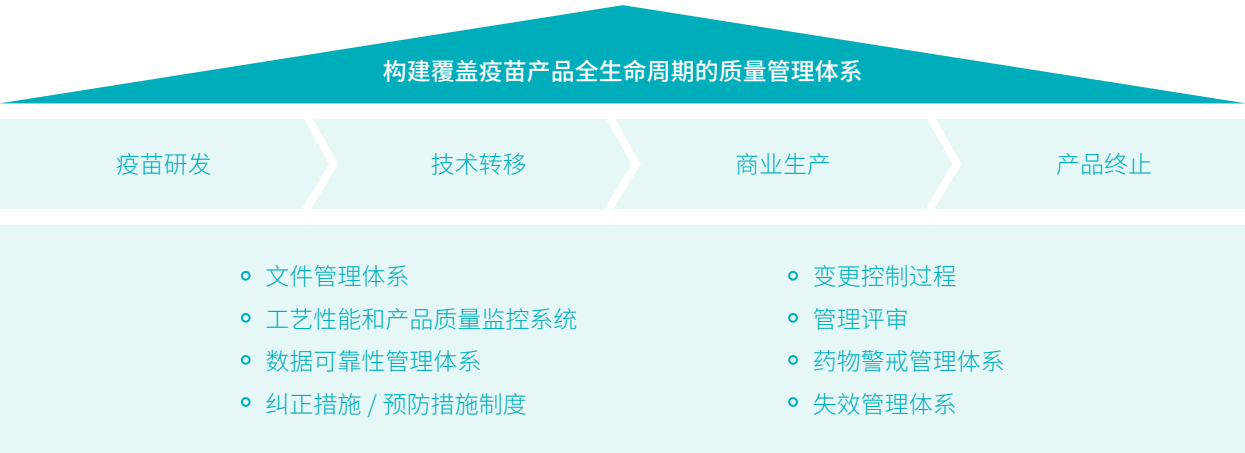 构建覆盖疫苗产品全生命周期的质量管理体系
疫苗研发
技术转移
商业生产
产品终止
文件管理体系
工艺性能和产品质量监控系统
数据可靠性管理体系
纠正措施 / 预防措施制度
变更控制过程
管理评审
药物警戒管理体系
失效管理体系